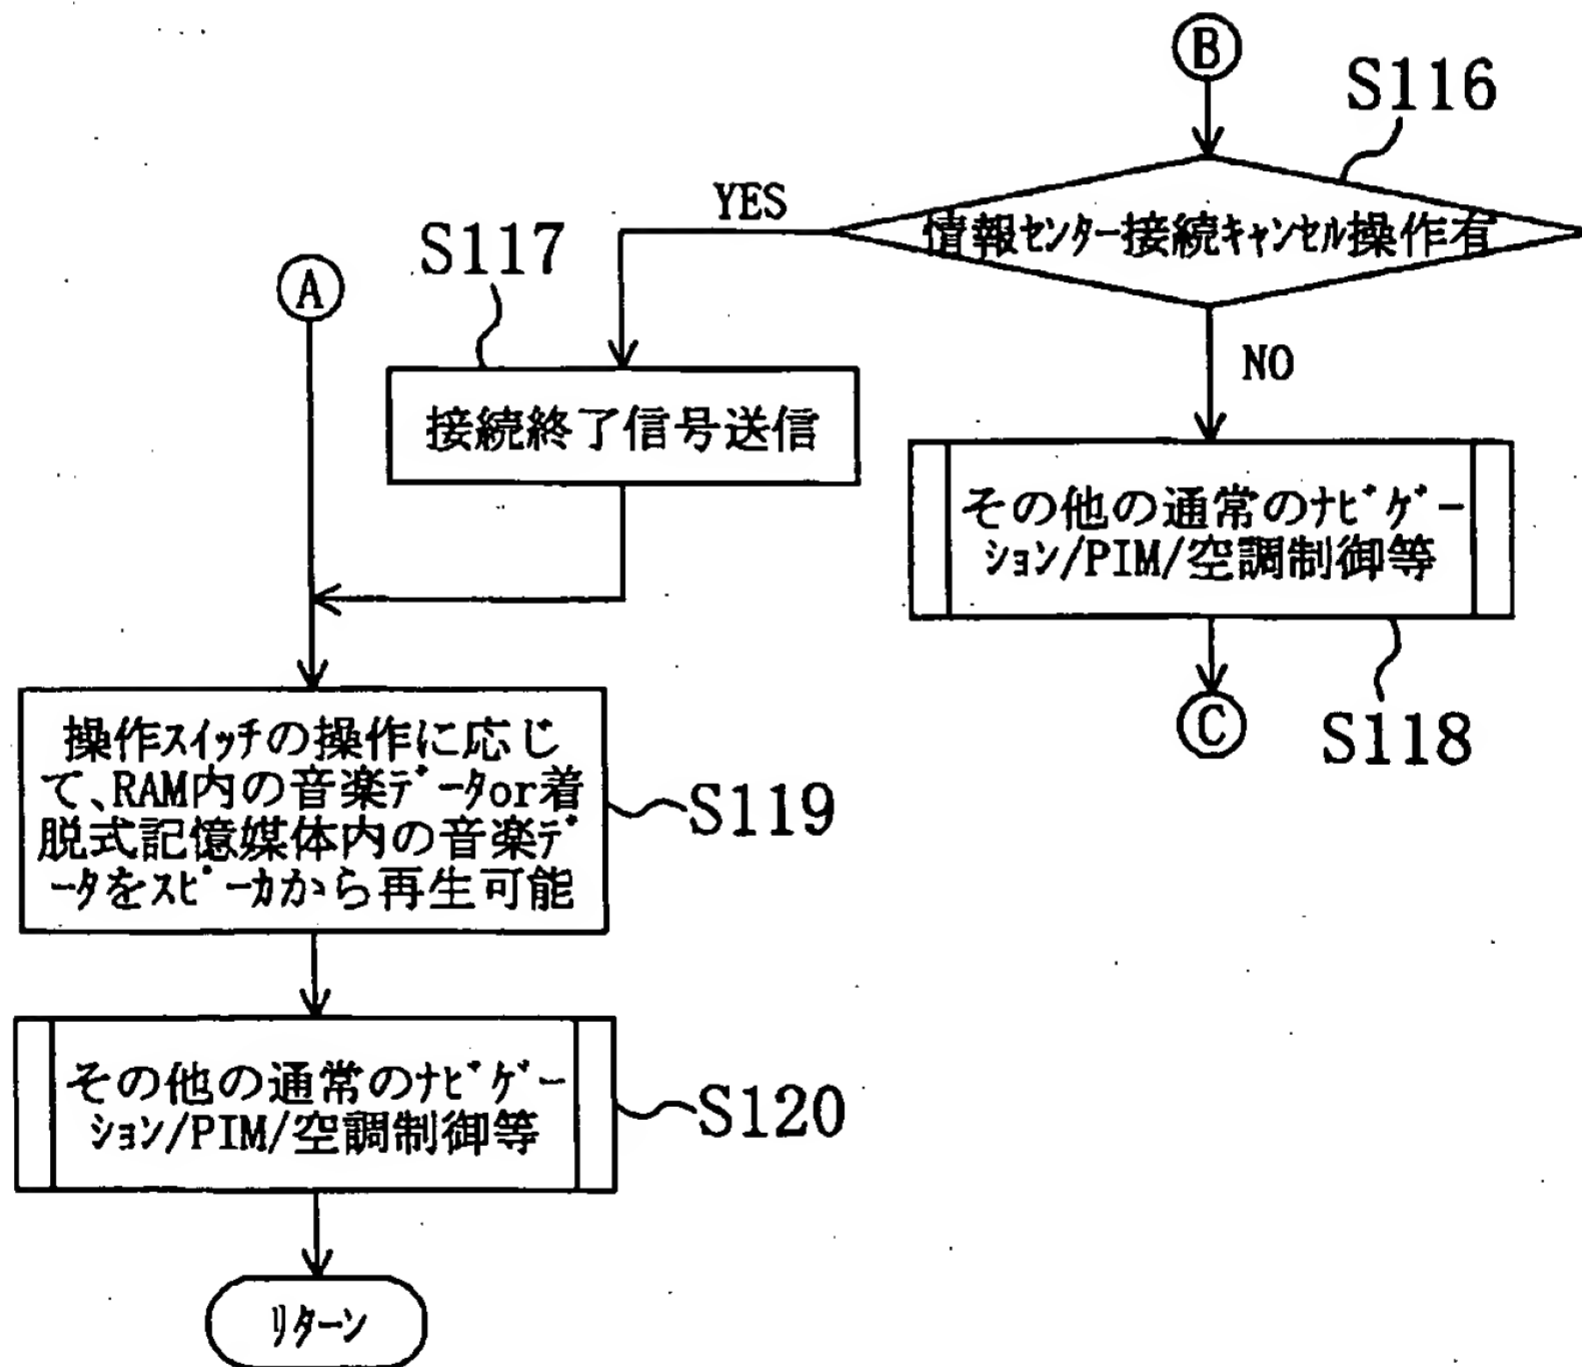 B
S116
YES
情報ｾﾝﾀｰ接続ｷｬﾝｾﾙ操作有
S117
A
NO
接続終了信号送信
その他の通常のﾅﾋﾞｹﾞｰ
ｼｮﾝ/PIM/空調制御等
C
S118
操作ｽｲｯﾁの操作に応じ
て、RAM内の音楽ﾃﾞｰﾀor着
脱式記憶媒体内の音楽ﾃﾞ
ｰﾀをｽﾋﾟｰｶから再生可能
S119
その他の通常のﾅﾋﾞｹﾞｰ
ｼｮﾝ/PIM/空調制御等
S120
ﾘﾀｰﾝ